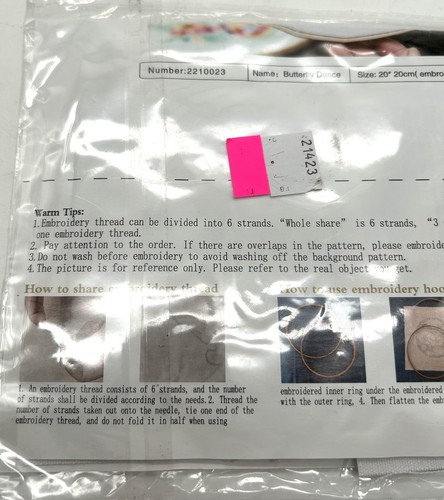 Number:2210023 Name: Butterfly Dance Size: 20* 20cm( embro
21423
Warm Tips:
1.Embroidery thread can be divided into 6 strands. “Whole share” is 6 strands, “3
one embroidery thread.
2. Pay attention to the order. If there are overlaps in the pattern, please embroide
3.Do not wash before embroidery to avoid washing off the background pattern.
4.The picture is for reference only. Please refer to the real object you get.
How to share embroidery thread
How to use embroidery hoo
1. An embroidery thread consists of 6 strands, and the number
of strands shall be divided according to the needs.2. Thread the
number of strands taken out onto the needle, tie one end of the
embroidery thread, and do not fold it in half when using
embroidered inner ring under the embroidered
with the outer ring, 4. Then flatten the emb